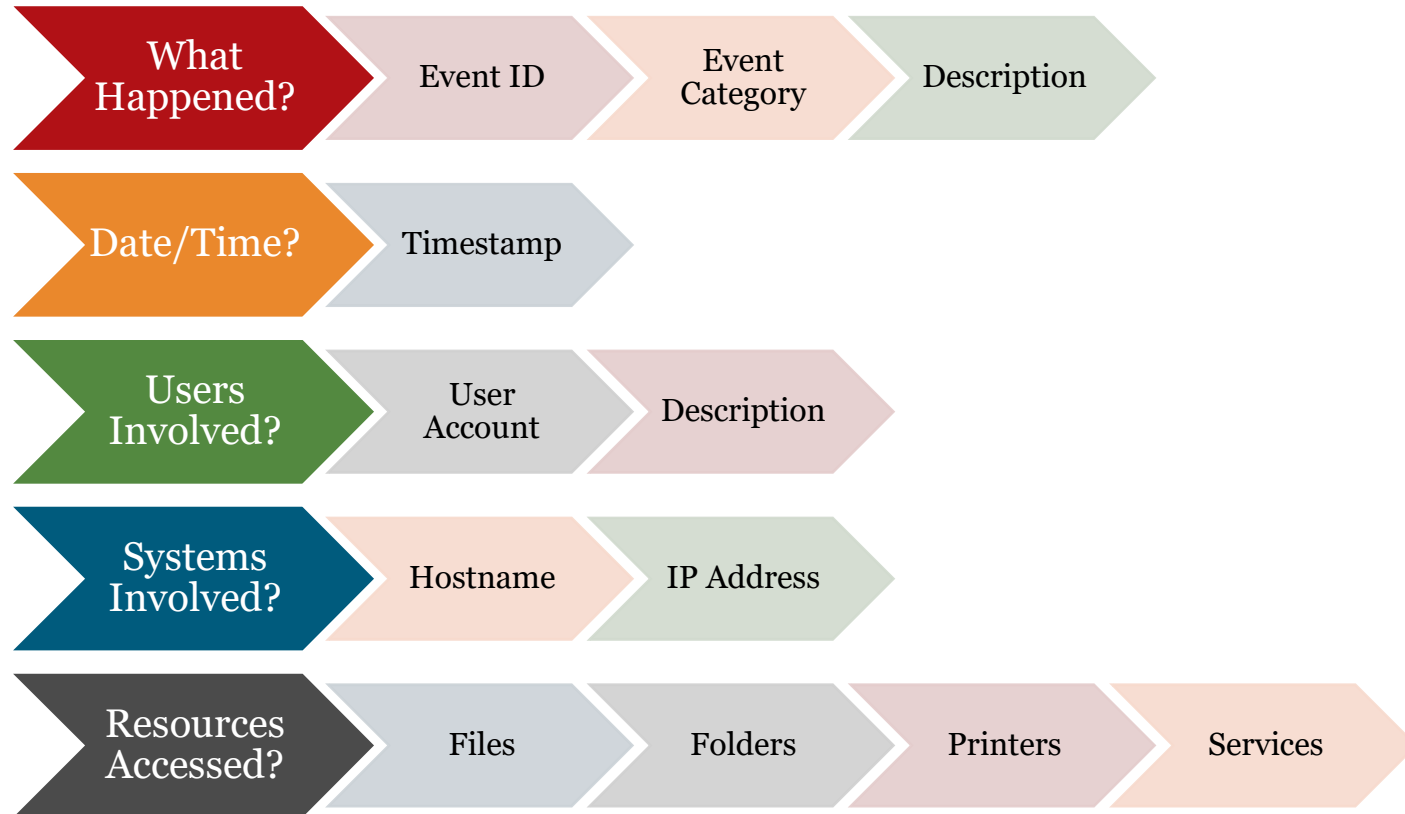 What
Happened?
Event ID
Event
Category
Description
Date/Time?
Timestamp
Users
Involved?
User
Account
Description
Systems
Involved?
Hostname
IP Address
Resources
Accessed?
Files
Folders
Printers
Services